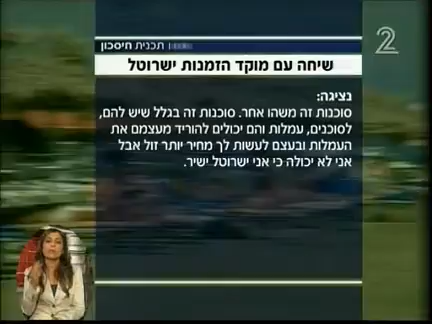 תכנית חיסכון
2
שיחה עם מוקד הזמנות ישרוטל
נציגה:
סוכנות זה משהו אחר. סוכנות זה בגלל שיש להם,
לסוכנים, עמלות והם יכולים להוריד מעצמם את
העמלות ובעצם לעשות לך מחיר יותר זול אבל
אני לא יכולה כי אני ישרוטל ישיר.